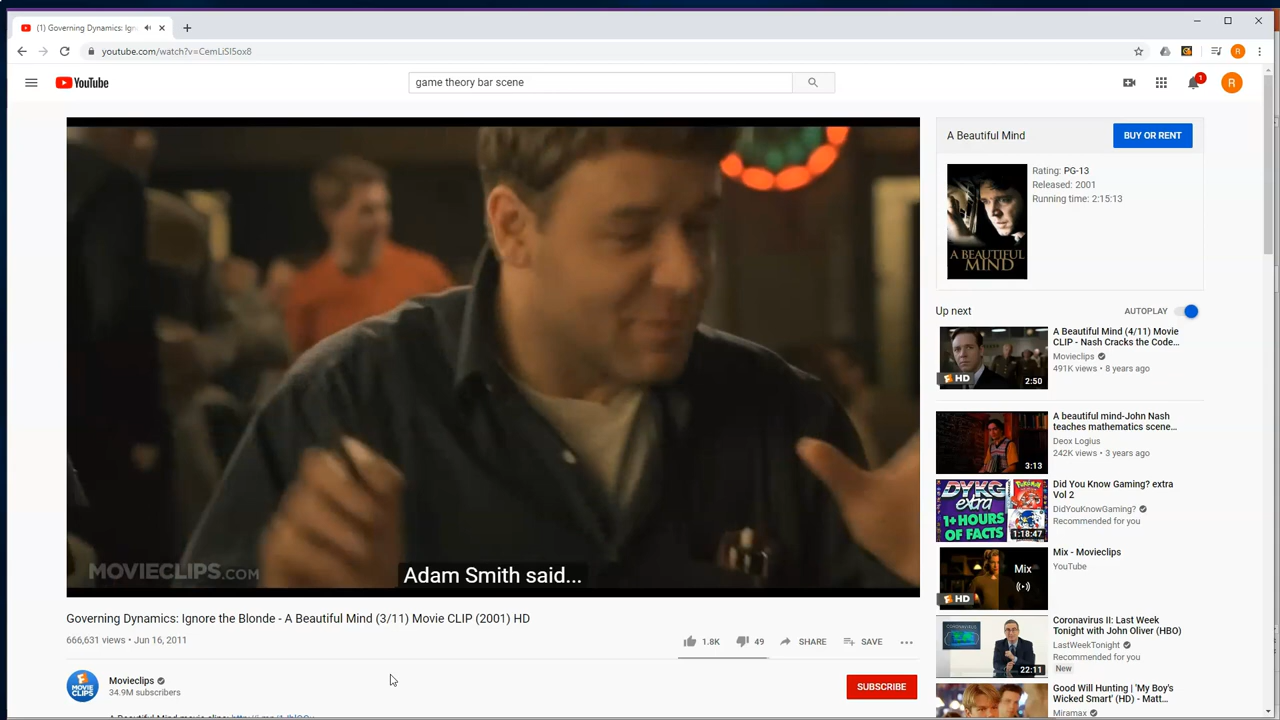 (1) Governing Dynamics: Ign
youtube.com/watch?v=CemLiSI5ox8
R
YouTube
game theory bar scene
1
R
MOVIECLIPS.COM
Adam Smith said...
Governing Dynamics: Ignore the Blonde - A Beautiful Mind (3/11) Movie CLIP (2001) HD
666,631 views • Jun 16, 2011
1.8K
49
SHARE
SAVE
MOVIE CLIPS
Movieclips
34.9M subscribers
SUBSCRIBE
A Beautiful Mind
BUY OR RENT
A BEAUTIFUL
MIND
Rating: PG-13
Released: 2001
Running time: 2:15:13
Up next
AUTOPLAY
HD
2:50
A Beautiful Mind (4/11) Movie
CLIP - Nash Cracks the Code...
Movieclips
491K views • 8 years ago
3:13
A beautiful mind-John Nash
teaches mathematics scene...
Deox Logius
242K views • 3 years ago
DYKG
extra
1+HOURS
OF FACTS
1:18:47
Did You Know Gaming? extra
Vol 2
DidYouKnowGaming?
Recommended for you
Mix
HD
Mix - Movieclips
YouTube
22:11
Coronavirus II: Last Week
Tonight with John Oliver (HBO)
LastWeekTonight
Recommended for you
New
Good Will Hunting | 'My Boy's
Wicked Smart' (HD) - Matt...
Miramax